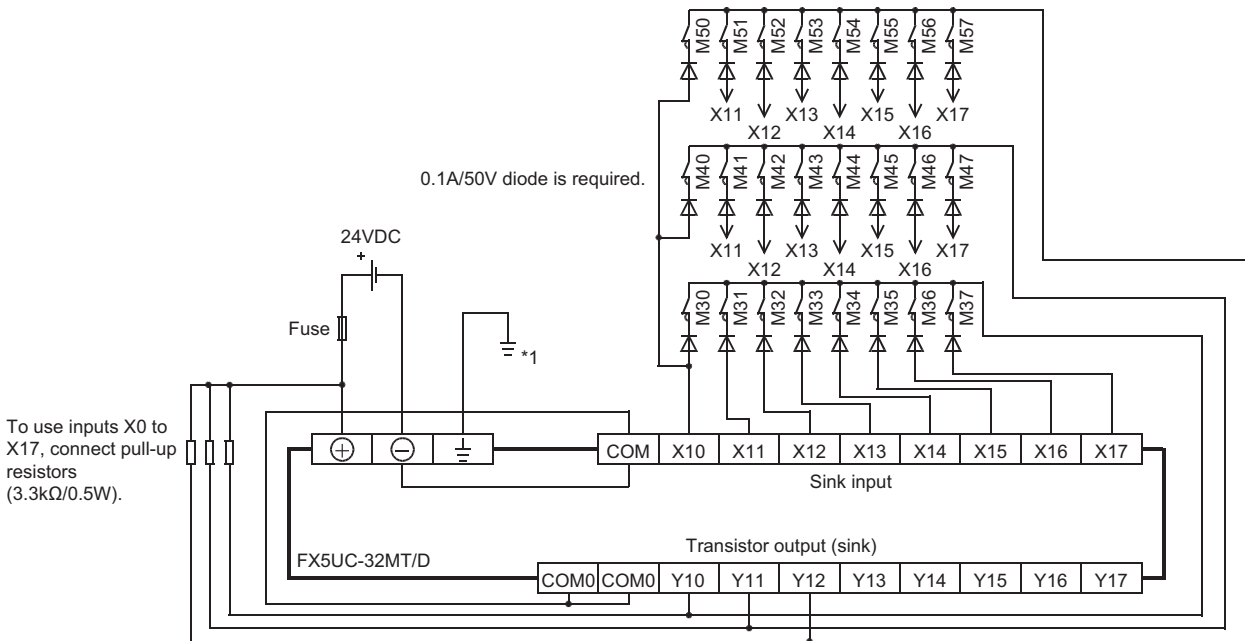 M50 M51 M52 M53 M54 M55 M56 M57
X11 X13 X15 X17
X12 X14 X16
M40 M41 M42 M43 M44 M45 M46 M47
0.1A/50V diode is required.
X11 X13 X15 X17
X12 X14 X16
24VDC
+
M30 M31 M32 M33 M34 M35 M36 M37
Fuse
*1
To use inputs X0 to
X17, connect pull-up
resistors
(3.3kΩ/0.5W).
+ −
COM X10 X11 X12 X13 X14 X15 X16 X17
Sink input
Transistor output (sink)
FX5UC-32MT/D
COM0 COM0 Y10 Y11 Y12 Y13 Y14 Y15 Y16 Y17